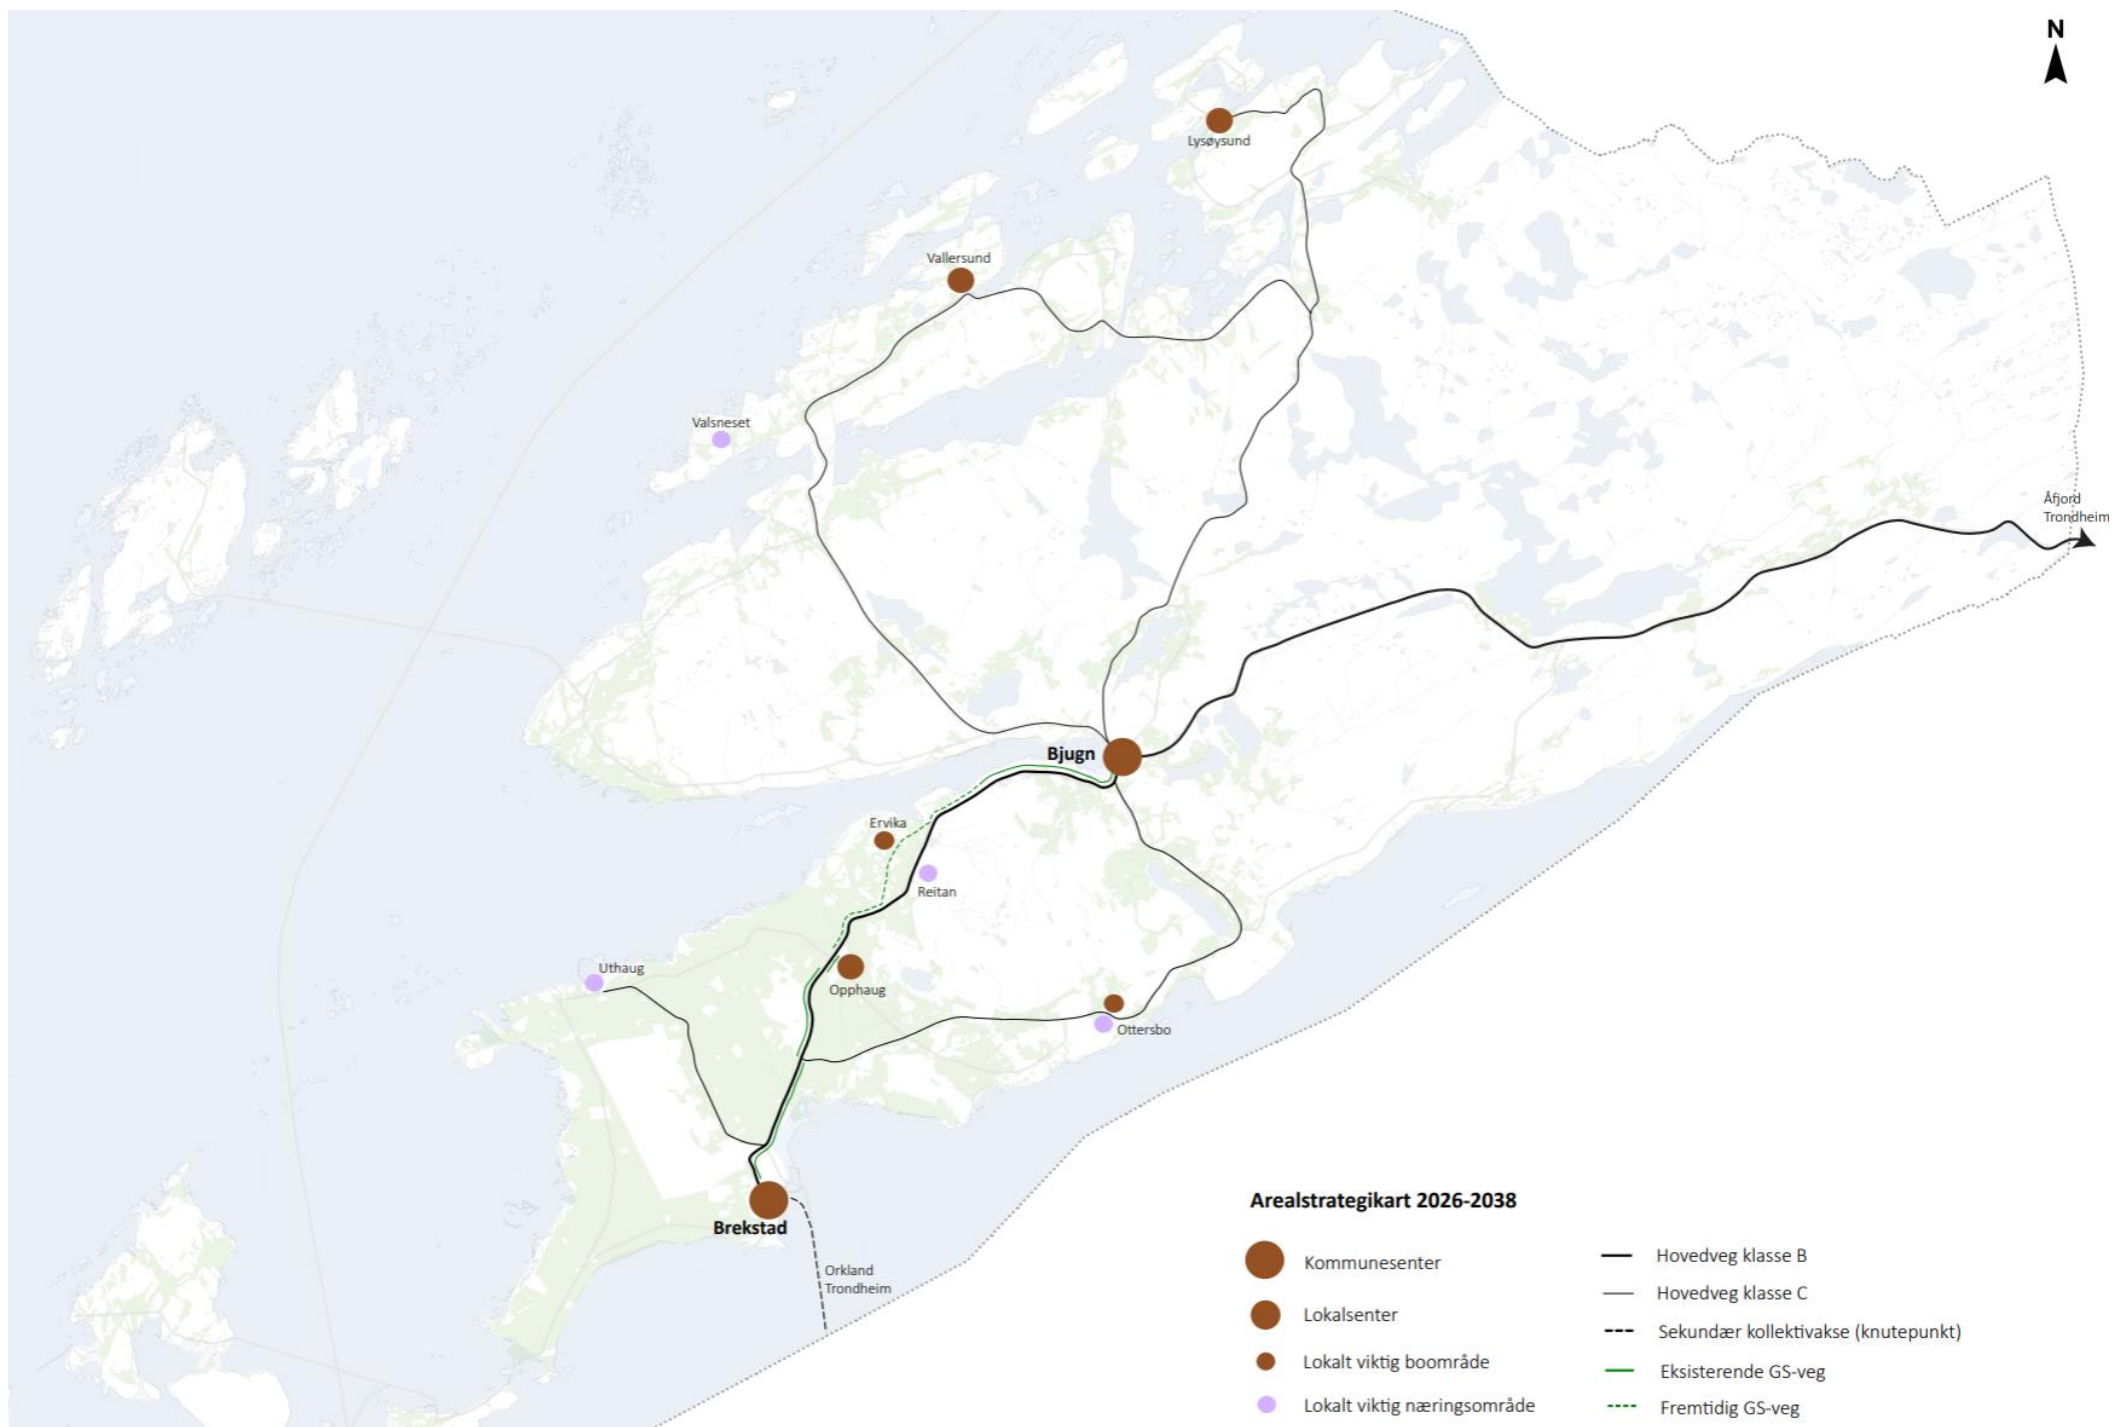 N
Lysøysund
Vallersund
Valsneset
Åfjord
Trondheim
Bjugn
Ervika
Reitan
Uthaug
Opphaug
Ottersbo
Brekstad
Orkland
Trondheim
Arealstrategikart 2026-2038
Kommunesenter
Lokalsenter
Lokalt viktig boområde
Lokalt viktig næringsområde
Hovedveg klasse B
Hovedveg klasse C
Sekundær kollektivakse (knutepunkt)
Eksisterende GS-veg
Fremtidig GS-veg